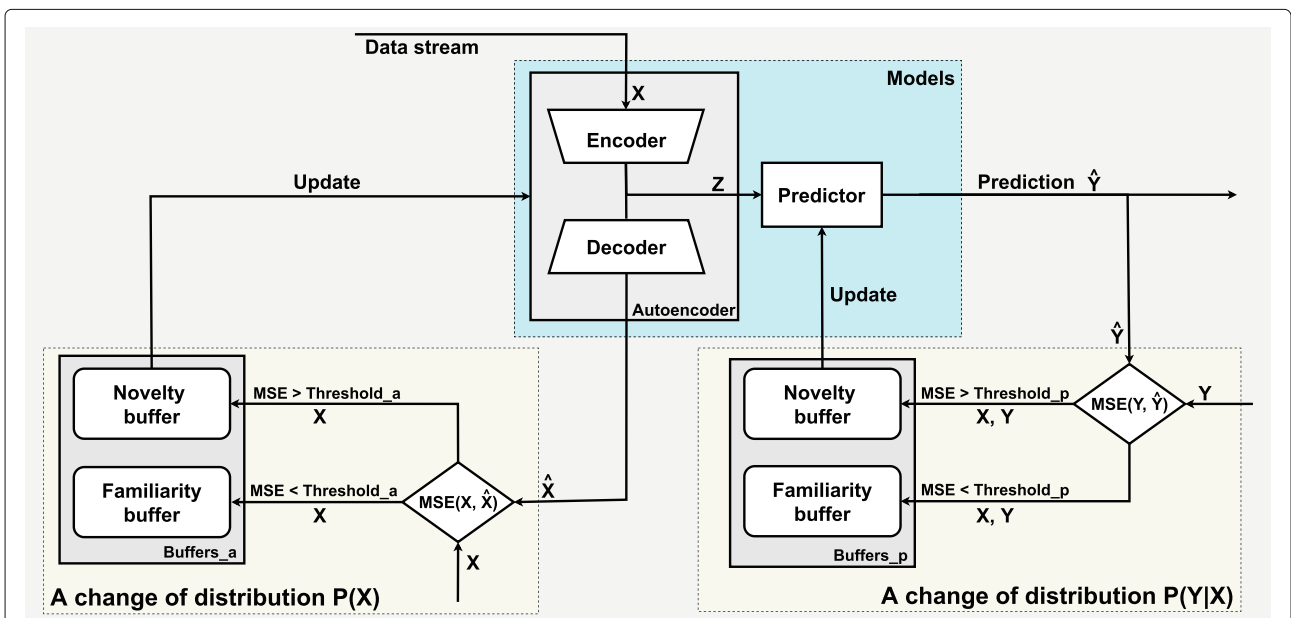 Data stream
Models
X
Encoder
Update
Z
Predictor
Prediction Ŷ
Decoder
Autoencoder
Update
Ŷ
Novelty
buffer
MSE > Threshold_a
X
Familiarity
buffer
MSE < Threshold_a
X
MSE(X, X̂)
X̂
X
Buffers_a
A change of distribution P(X)
Novelty
buffer
MSE > Threshold_p
X, Y
MSE(Y, Ŷ)
Y
Familiarity
buffer
MSE < Threshold_p
X, Y
Buffers_p
A change of distribution P(Y|X)